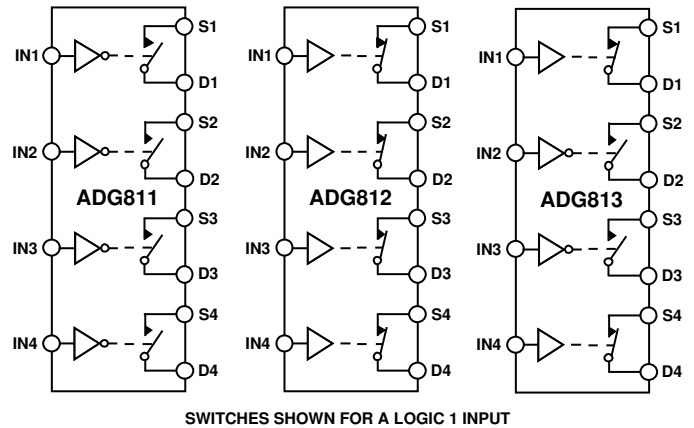 S1
IN1
D1
S2
IN2
D2
ADG811
S3
IN3
D3
S4
IN4
D4
S1
IN1
D1
S2
IN2
D2
ADG812
S3
IN3
D3
S4
IN4
D4
S1
IN1
D1
S2
IN2
D2
ADG813
S3
IN3
D3
S4
IN4
D4
SWITCHES SHOWN FOR A LOGIC 1 INPUT